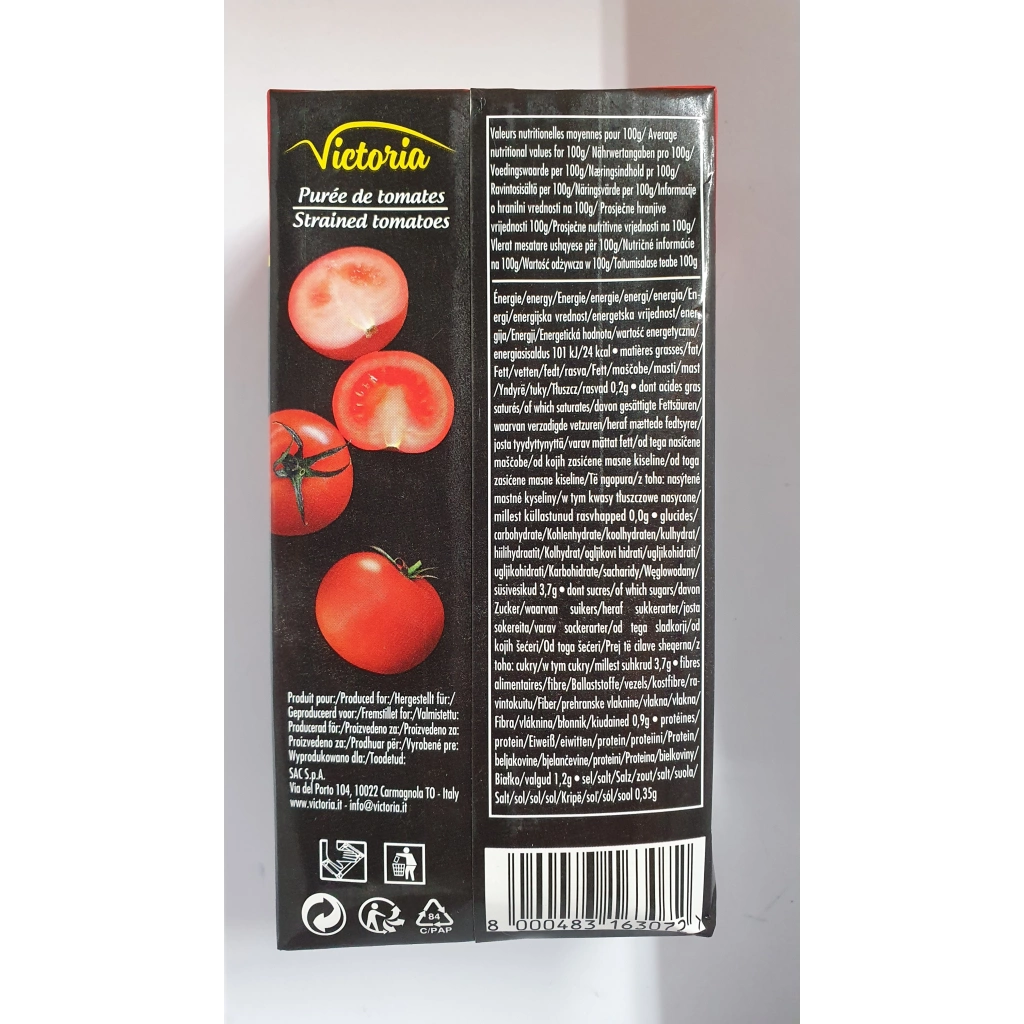 Victoria
Purée de tomates
Strained tomatoes
Produit pour:/Produced for:/Hergestellt für:/
Geproduceerd voor:/Fremstillet for:/Valmistettu:
Producerad för:/Proizvedeno za:/Proizvedeno za:
Proizvedeno za:/Prodhuar për:/Vyrobené pre:
Wyprodukowano dla:/Toodetud:
SAC S.p.A.
Via del Porto 104, 10022 Carmagnola TO - Italy
www.victoria.it - info@victoria.it
84
C/PAP
Valeurs nutritionelles moyennes pour 100g/ Average
nutritional values for 100g/ Nährwertangaben pro 100g/
Voedingswaarde per 100g/Næringsindhold pr 100g/
Ravintosisältö per 100g/Näringsvärde per 100g/Informacije
o hranilni vrednosti na 100g/ Prosječne hranjive
vrijednosti 100g/Prosječne nutritivne vrjednosti na 100g/
Vlerat mesatare ushqyese për 100g/Nutričné informácie
na 100g/Wartość odżywcza w 100g/Toitumisalase teabe 100g
Énergie/energy/Energie/energie/energi/energia/En-
ergi/energijska vrednost/energetska vrijednost/ener-
gija/Energji/Energetická hodnota/wartość energetyczna/
energiasisaldus 101 kJ/24 kcal • matières grasses/fat/
Fett/vetten/fedt/rasva/Fett/maščobe/masti/mast
/Yndyrë/tuky/Tłuszcz/rasvad 0,2g • dont acides gras
saturés/of which saturates/davon gesättigte Fettsäuren/
waarvan verzadigde vetzuren/heraf mættede fedtsyrer/
josta tyydyttynyttä/varav mättat fett/od tega nasičene
maščobe/od kojih zasićene masne kiseline/od toga
zasićene masne kiseline/Të ngopura/z toho: nasýtené
mastné kyseliny/w tym kwasy tłuszczowe nasycone/
millest küllastunud rasvhapped 0,0g • glucides/
carbohydrate/Kohlenhydrate/koolhydraten/kulhydrat/
hiilihydraatit/Kolhydrat/ogljikovi hidrati/ugljikohidrati/
ugljikohidrati/Karbohidrate/sacharidy/Węglowodany/
süsivesikud 3,7g • dont sucres/of which sugars/davon
Zucker/waarvan suikers/heraf sukkerarter/josta
sokereita/varav sockerarter/od tega sladkorji/od
kojih šećeri/Od toga šećeri/Prej të cilave sheqerna/z
toho: cukry/w tym cukry/millest suhkrud 3,7g • fibres
alimentaires/fibre/Ballaststoffe/vezels/kostfibre/ra-
vintokuitu/Fiber/prehranske vlaknine/vlakna/vlakna/
Fibra/vláknina/błonnik/kiudained 0,9g • protéines/
protein/Eiweiß/eiwitten/protein/proteiini/Protein/
beljakovine/bjelančevine/proteini/Proteina/bielkoviny/
Białko/valgud 1,2g • sel/salt/Salz/zout/salt/suola/
Salt/sol/sol/sol/Kripë/soľ/sól/sool 0,35g
8 000483 163072